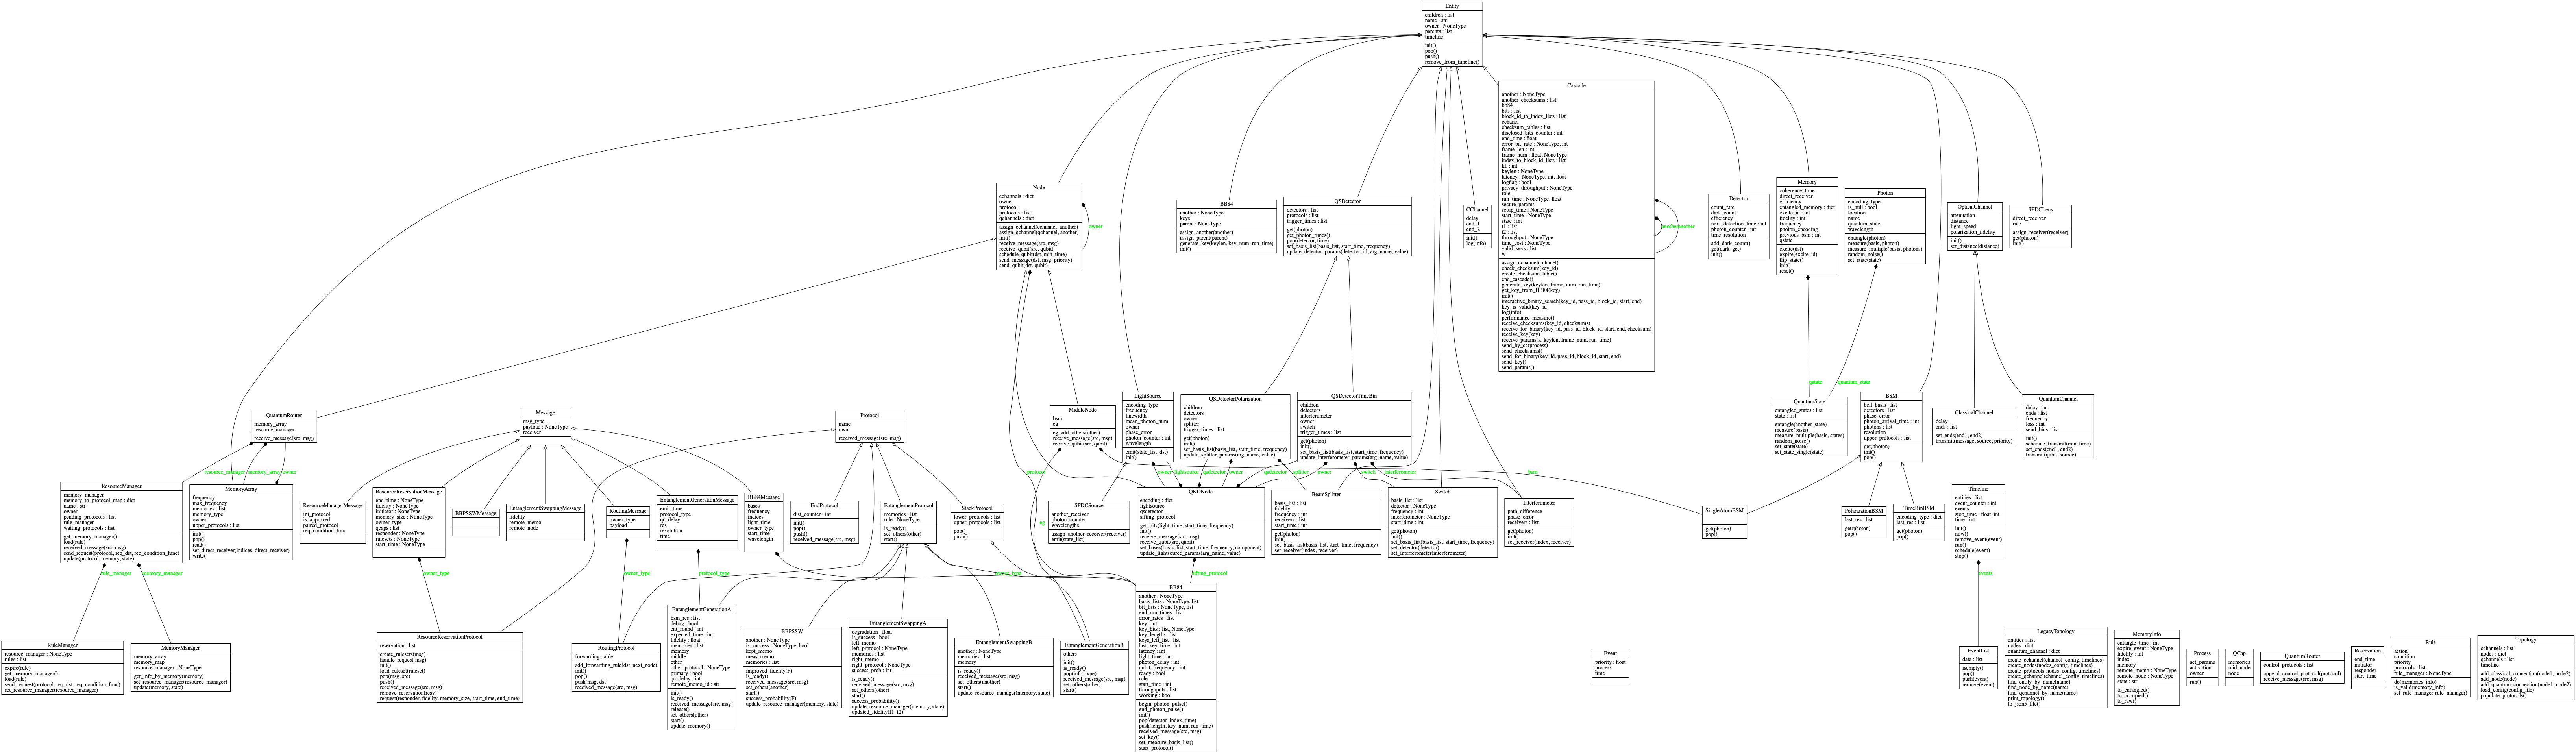 Entity
children : list
name : str
owner : NoneType
parents : list
timeline
init()
pop()
push()
remove_from_timeline()
Cascade
another : NoneType
another_checksums : list
bb84
bits : list
block_id_to_index_lists : list
cchanel
checksum_tables : list
disclosed_bits_counter : int
end_time : float
error_bit_rate : NoneType, int
frame_len : int
frame_num : float, NoneType
index_to_block_id_lists : list
k1 : int
keylen : NoneType
latency : NoneType, int, float
logflag : bool
privacy_throughput : NoneType
role
run_time : NoneType, float
secure_params
setup_time : NoneType
start_time : NoneType
state : int
t1 : list
t2 : list
throughput : NoneType
time_cost : NoneType
valid_keys : list
w
assign_cchannel(cchanel)
check_checksum(key_id)
create_checksum_table()
end_cascade()
generate_key(keylen, frame_num, run_time)
get_key_from_BB84(key)
init()
interactive_binary_search(key_id, pass_id, block_id, start, end)
key_is_valid(key_id)
log(info)
performance_measure()
receive_checksums(key_id, checksums)
receive_for_binary(key_id, pass_id, block_id, start, end, checksum)
receive_key(key)
receive_params(k, keylen, frame_num, run_time)
send_by_cc(process)
send_checksums()
send_for_binary(key_id, pass_id, block_id, start, end)
send_key()
send_params()
Node
cchannels : dict
owner
protocol
protocols : list
qchannels : dict
assign_cchannel(cchannel, another)
assign_qchannel(qchannel, another)
init()
receive_message(src, msg)
receive_qubit(src, qubit)
schedule_qubit(dst, min_time)
send_message(dst, msg, priority)
send_qubit(dst, qubit)
owner
BB84
another : NoneType
keys
parent : NoneType
assign_another(another)
assign_parent(parent)
generate_key(keylen, key_num, run_time)
init()
QSDetector
detectors : list
protocols : list
trigger_times : list
get(photon)
get_photon_times()
pop(detector, time)
set_basis_list(basis_list, start_time, frequency)
update_detector_params(detector_id, arg_name, value)
CChannel
delay
end_1
end_2
init()
log(info)
Detector
count_rate
dark_count
efficiency
next_detection_time : int
photon_counter : int
time_resolution
add_dark_count()
get(dark_get)
init()
Memory
coherence_time
direct_receiver
efficiency
entangled_memory : dict
excite_id : int
fidelity : int
frequency
photon_encoding
previous_bsm : int
qstate
excite(dst)
expire(excite_id)
flip_state()
init()
reset()
Photon
encoding_type
is_null : bool
location
name
quantum_state
wavelength
entangle(photon)
measure(basis, photon)
measure_multiple(basis, photons)
random_noise()
set_state(state)
OpticalChannel
attenuation
distance
light_speed
polarization_fidelity
init()
set_distance(distance)
SPDCLens
direct_receiver
rate
assign_receiver(receiver)
get(photon)
init()
qstate
quantum_state
QuantumRouter
memory_array
resource_manager
receive_message(src, msg)
Message
msg_type
payload : NoneType
receiver
Protocol
name
own
received_message(src, msg)
MiddleNode
bsm
eg
eg_add_others(other)
receive_message(src, msg)
receive_qubit(src, qubit)
LightSource
encoding_type
frequency
linewidth
mean_photon_num
owner
phase_error
photon_counter : int
wavelength
emit(state_list, dst)
init()
QSDetectorPolarization
children
detectors
owner
splitter
trigger_times : list
get(photon)
init()
set_basis_list(basis_list, start_time, frequency)
update_splitter_params(arg_name, value)
QSDetectorTimeBin
children
detectors
interferometer
owner
switch
trigger_times : list
get(photon)
init()
set_basis_list(basis_list, start_time, frequency)
update_interferometer_params(arg_name, value)
QuantumState
entangled_states : list
state : list
entangle(another_state)
measure(basis)
measure_multiple(basis, states)
random_noise()
set_state(state)
set_state_single(state)
BSM
bell_basis : list
detectors : list
phase_error
photon_arrival_time : int
photons : list
resolution
upper_protocols : list
get(photon)
init()
pop()
ClassicalChannel
delay
ends : list
set_ends(end1, end2)
transmit(message, source, priority)
QuantumChannel
delay : int
ends : list
frequency
init : int
loss : int
send_bins : list
init()
schedule_transmit(min_time)
set_ends(end1, end2)
transmit(qubit, source)
resource_manager
memory_array
owner
protocol
owner
lightsource
qsdetector
owner
qsdetector
splitter
owner
switch
interferometer
bsm
ResourceManager
memory_manager
memory_to_protocol_map : dict
name : str
owner
pending_protocols : list
rule_manager
waiting_protocols : list
get_memory_manager()
load(rule)
received_message(src, msg)
send_request(protocol, req_dst, req_condition_func)
update(protocol, memory, state)
MemoryArray
frequency
max_frequency
memories : list
memory_type
owner
upper_protocols : list
init()
pop()
read()
set_direct_receiver(indices, direct_receiver)
write()
ResourceManagerMessage
ini_protocol
is_approved
paired_protocol
req_condition_func
ResourceReservationMessage
end_time : NoneType
fidelity : NoneType
initiator : NoneType
memory_size : NoneType
owner_type
qcaps : list
responder : NoneType
rulesets : NoneType
start_time : NoneType
BBPSSWMessage
EntanglementSwappingMessage
fidelity
remote_memo
remote_node
RoutingMessage
owner_type
payload
EntanglementGenerationMessage
emit_time
protocol_type
qc_delay
res
resolution
time
BB84Message
bases
frequency
indices
light_time
owner_type
start_time
wavelength
EndProtocol
dist_counter : int
init()
pop()
push()
received_message(src, msg)
EntanglementProtocol
memories : list
rule : NoneType
is_ready()
set_others(other)
start()
StackProtocol
lower_protocols : list
upper_protocols : list
pop()
push()
eg
SPDCSource
another_receiver
photon_counter
wavelengths
assign_another_receiver(receiver)
emit(state_list)
QKDNode
encoding : dict
lightsource
qsdetector
sifting_protocol
get_bits(light_time, start_time, frequency)
init()
receive_message(src, msg)
receive_qubit(src, qubit)
set_bases(basis_list, start_time, frequency, component)
update_lightsource_params(arg_name, value)
BeamSplitter
basis_list : list
fidelity
frequency : int
receivers : list
start_time : int
get(photon)
init()
set_basis_list(basis_list, start_time, frequency)
set_receiver(index, receiver)
Switch
basis_list : list
detector : NoneType
frequency : int
interferometer : NoneType
start_time : int
get(photon)
init()
set_basis_list(basis_list, start_time, frequency)
set_detector(detector)
set_interferometer(interferometer)
Interferometer
path_difference
phase_error
receivers : list
get(photon)
init()
set_receiver(index, receiver)
SingleAtomBSM
get(photon)
pop()
PolarizationBSM
last_res : list
get(photon)
pop()
TimeBinBSM
encoding_type : dict
last_res : list
get(photon)
pop()
Timeline
entities : list
event_counter : int
events
stop_time : float, int
time : int
init()
now()
remove_event(event)
run()
schedule(event)
stop()
rule_manager
memory_manager
owner_type
owner_type
protocol_type
owner_type
sifting_protocol
events
RuleManager
resource_manager : NoneType
rules : list
expire(rule)
get_memory_manager()
load(rule)
send_request(protocol, req_dst, req_condition_func)
set_resource_manager(resource_manager)
MemoryManager
memory_array
memory_map
resource_manager : NoneType
get_info_by_memory(memory)
set_resource_manager(resource_manager)
update(memory, state)
ResourceReservationProtocol
reservation : list
create_rulesets(msg)
handle_request(msg)
init()
load_rulesets(ruleset)
pop(msg, src)
push()
received_message(src, msg)
remove_reservation(resv)
request(responder, fidelity, memory_size, start_time, end_time)
RoutingProtocol
forwarding_table
add_forwarding_rule(dst, next_node)
init()
pop()
push(msg, dst)
received_message(src, msg)
EntanglementGenerationA
bsm_res : list
debug : bool
ent_round : int
expected_time : int
fidelity : float
memories : list
memory
middle
other
other_protocol : NoneType
primary : bool
qc_delay : int
remote_memo_id : str
init()
is_ready()
received_message(src, msg)
release()
set_others(other)
start()
update_memory()
BBPSSW
another : NoneType
is_success : NoneType, bool
kept_memo
meas_memo
memories : list
improved_fidelity(F)
is_ready()
received_message(src, msg)
set_others(another)
start()
success_probability(F)
update_resource_manager(memory, state)
EntanglementSwappingA
degradation : float
is_success : bool
left_memo
left_protocol : NoneType
memories : list
right_memo
right_protocol : NoneType
success_prob : int
is_ready()
received_message(src, msg)
set_others(other)
start()
success_probability()
update_resource_manager(memory, state)
updated_fidelity(f1, f2)
EntanglementSwappingB
another : NoneType
memories : list
memory
is_ready()
received_message(src, msg)
set_others(another)
start()
update_resource_manager(memory, state)
EntanglementGenerationB
others
init()
is_ready()
pop(info_type)
received_message(src, msg)
set_others(other)
start()
BB84
another : NoneType
basis_lists : NoneType, list
bit_lists : NoneType, list
end_run_times : list
error_rates : list
key : int
key_bits : list, NoneType
key_lengths : list
keys_left_list : list
last_key_time : int
latency : int
light_time : int
photon_delay : int
qubit_frequency : int
ready : bool
role
start_time : int
throughputs : list
working : bool
begin_photon_pulse()
end_photon_pulse()
init()
pop(detector_index, time)
push(length, key_num, run_time)
received_message(src, msg)
set_key()
set_measure_basis_list()
start_protocol()
Event
priority : float
process
time
EventList
data : list
isempty()
pop()
push(event)
remove(event)
LegacyTopology
entities : list
nodes : dict
quantum_channel : dict
create_cchannel(channel_config, timelines)
create_nodes(nodes_config, timelines)
create_qchannel(channel_config, timelines)
find_entity_by_name(name)
find_node_by_name(name)
find_qchannel_by_name(name)
to_json5_file()
MemoryInfo
entangle_time : int
expire_event : NoneType
fidelity : int
index
memory
remote_memo : NoneType
remote_node : NoneType
state : str
to_entangled()
to_occupied()
to_raw()
Process
act_params
activation
owner
run()
QCap
memories
mid_node
node
QuantumRouter
control_protocols : list
append_control_protocol(protocol)
receive_message(src, msg)
Reservation
end_time
initiator
responder
start_time
Rule
action
condition
priority
protocols : list
rule_manager : NoneType
do(memories_info)
is_valid(memory_info)
set_rule_manager(rule_manager)
Topology
cchannels : list
nodes : dict
qchannels : list
timeline
add_classical_connection(node1, node2)
add_node(node)
add_quantum_connection(node1, node2)
load_config(config_file)
populate_protocols()